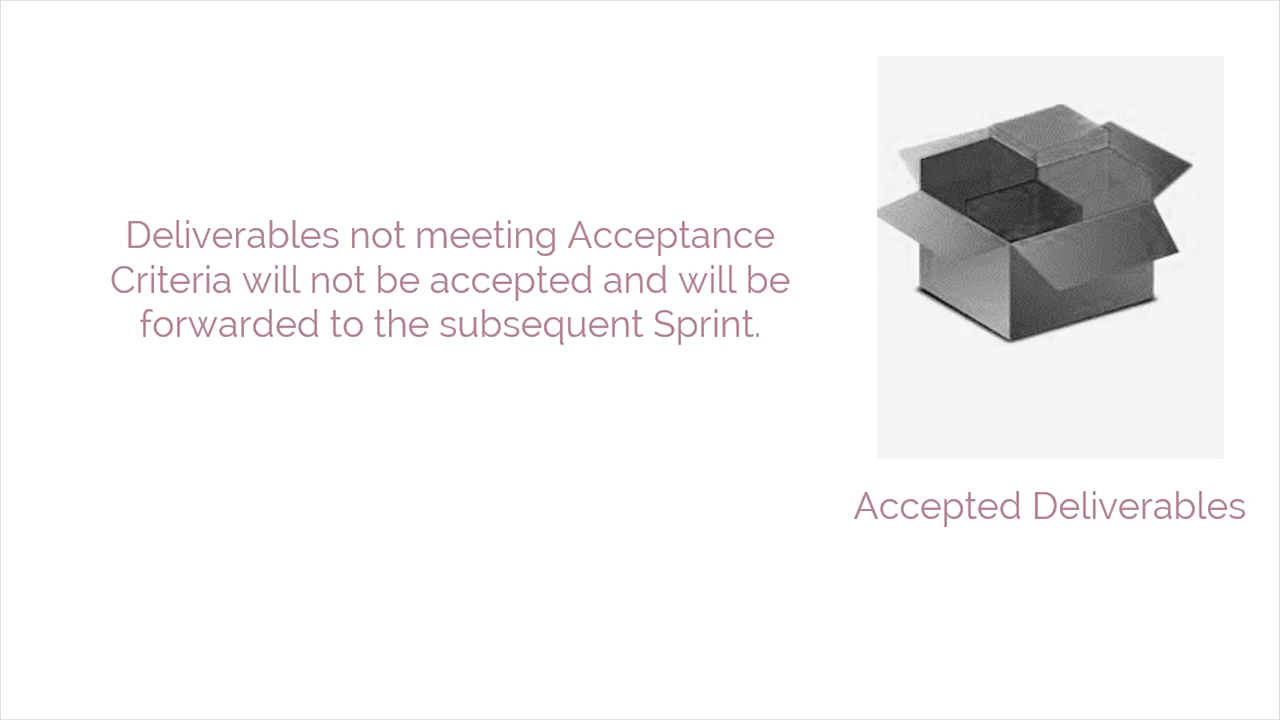 Deliverables not meeting Acceptance
Criteria will not be accepted and will be
forwarded to the subsequent Sprint.
Accepted Deliverables